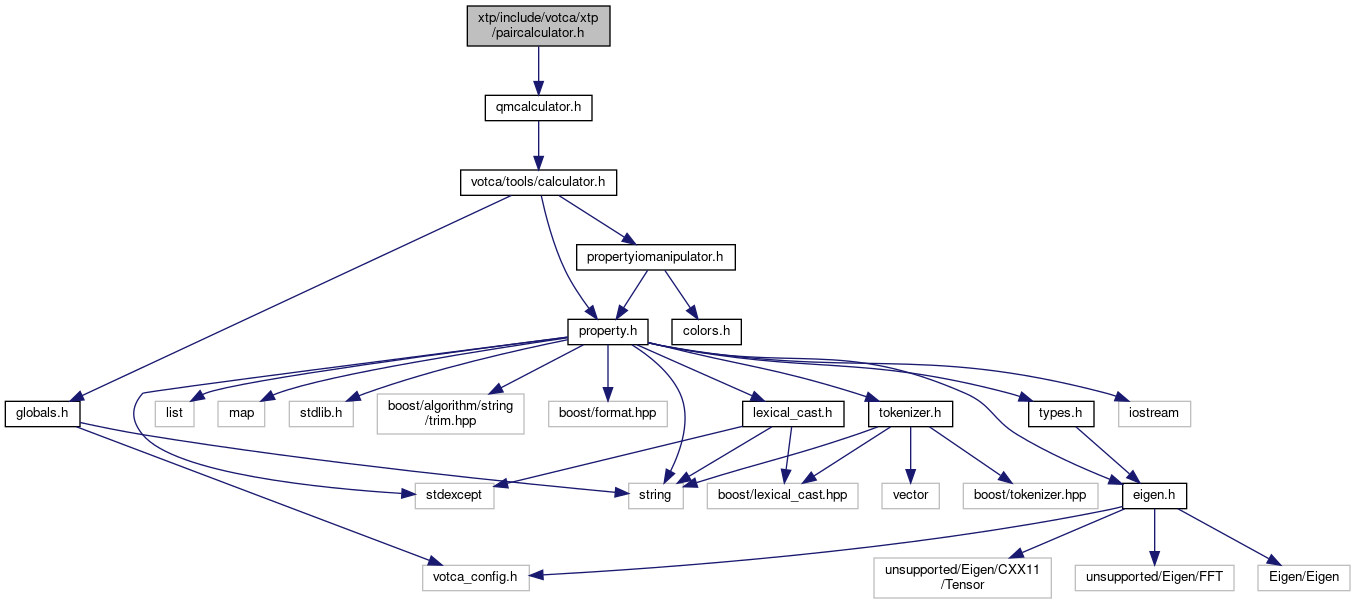 xtp/include/votca/xtp
/paircalculator.h
qmcalculator.h
votca/tools/calculator.h
propertyiomanipulator.h
property.h
colors.h
globals.h
list
map
stdlib.h
boost/algorithm/string
/trim.hpp
boost/format.hpp
lexical_cast.h
tokenizer.h
types.h
iostream
stdexcept
string
boost/lexical_cast.hpp
vector
boost/tokenizer.hpp
eigen.h
votca_config.h
unsupported/Eigen/CXX11
/Tensor
unsupported/Eigen/FFT
Eigen/Eigen